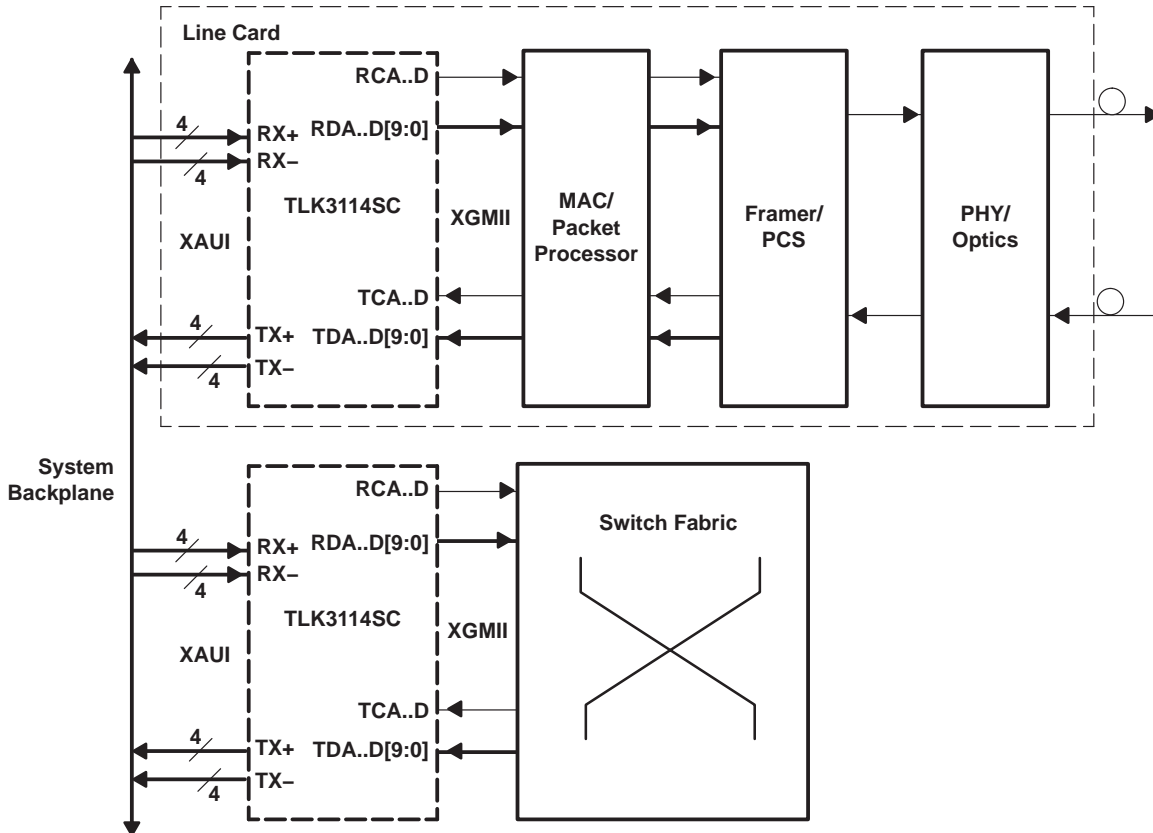 Line Card
RCA..D
4
RX+
RDA..D[9:0]
RX–
4
TLK3114SC
XAUI
XGMII
MAC/
Packet
Processor
Framer/
PCS
PHY/
Optics
TCA..D
4
TX+
TDA..D[9:0]
TX–
4
System
Backplane
RCA..D
Switch Fabric
4
RX+
RDA..D[9:0]
RX–
4
TLK3114SC
XGMII
XAUI
TCA..D
4
TX+
TDA..D[9:0]
TX–
4